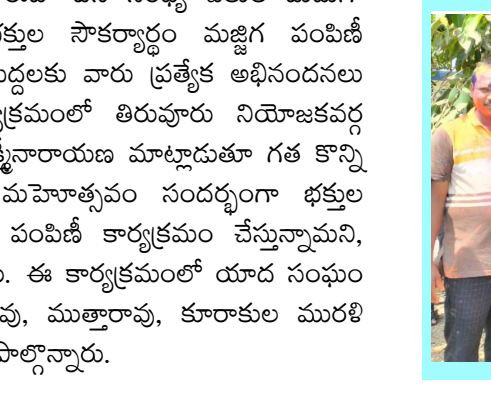 క్తుల సౌకర్యార్థం మజ్జిగ పంపిణీ
పెద్దలకు వారు ప్రత్యేక అభినందనలు
క్రమంలో తిరువూరు నియోజకవర్గ
క్ష్మీనారాయణ మాట్లాడుతూ గత కొన్ని
మహోత్సవం సందర్భంగా భక్తుల
పంపిణీ కార్యక్రమం చేస్తున్నామని,
ఈ కార్యక్రమంలో యాద సంఘం
వు, ముత్తారావు, కూరాకుల మురళి
పాల్గొన్నారు.